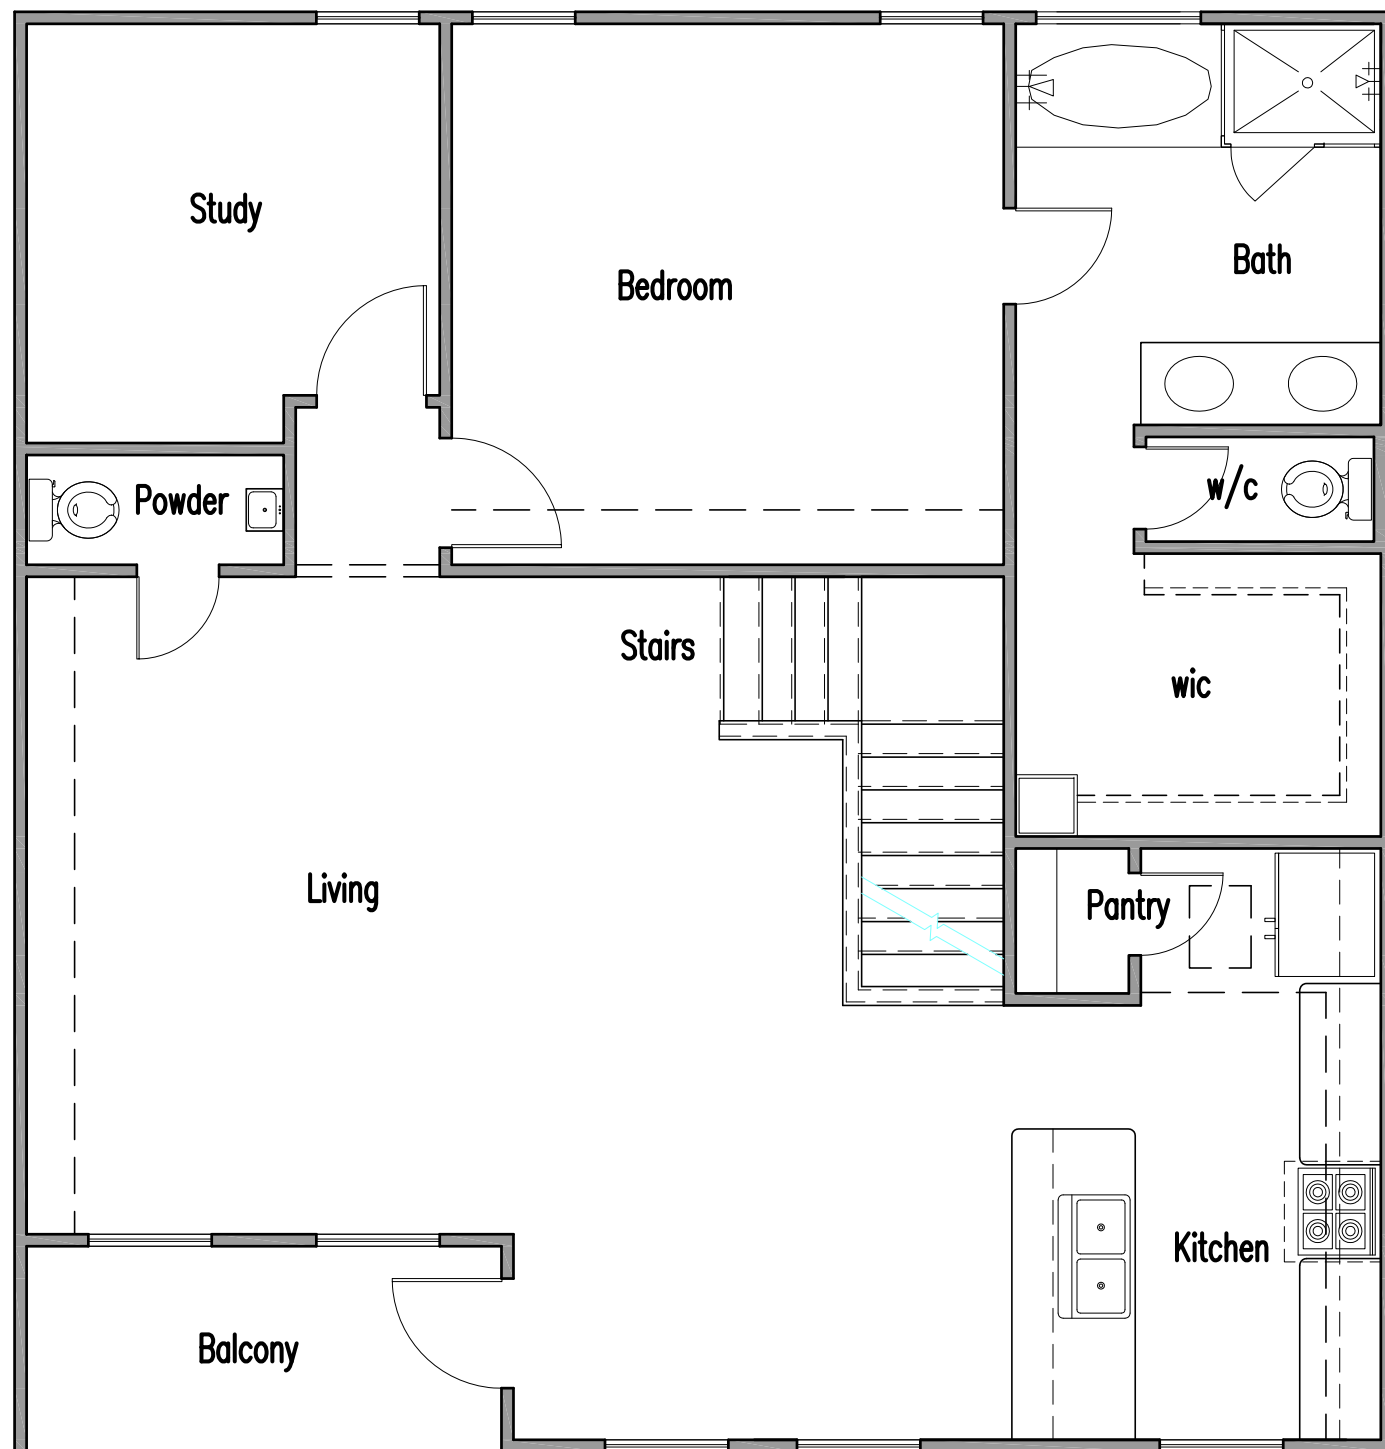 Study
Bedroom
Bath
Powder
w/c
Stairs
wic
Living
Pantry
Kitchen
Balcony